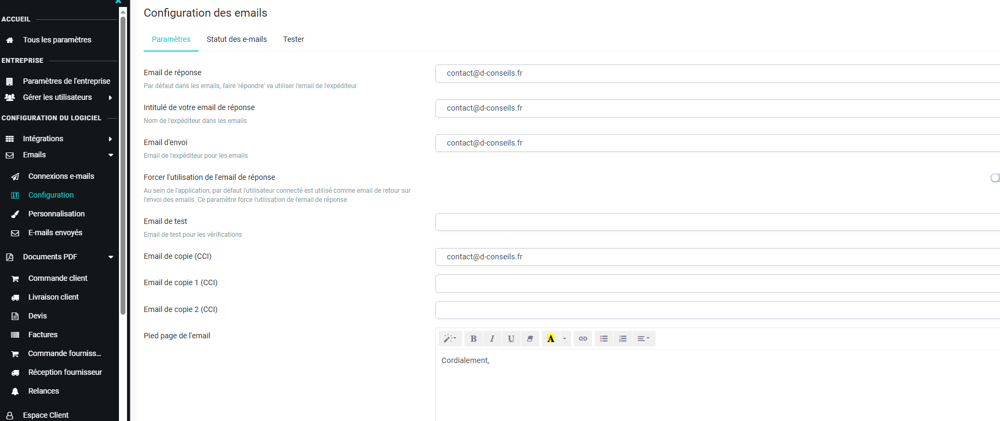 ACCUEIL
Tous les paramètres
ENTREPRISE
Paramètres de l'entreprise
Gérer les utilisateurs
CONFIGURATION DU LOGICIEL
Intégrations
Emails
Connexions e-mails
Configuration
Personnalisation
E-mails envoyés
Documents PDF
Commande client
Livraison client
Devis
Factures
Commande fourniss...
Réception fournisseur
Relances
Espace Client
Configuration des emails
Paramètres Statut des e-mails Tester
Email de réponse contact@d-conseils.fr
Par défaut dans les emails, faire 'répondre' va utiliser l'email de l'expéditeur
Intitulé de votre email de réponse contact@d-conseils.fr
Nom de l'expéditeur dans les emails
Email d'envoi contact@d-conseils.fr
Email de l'expéditeur pour les emails
Forcer l'utilisation de l'email de réponse
Au sein de l'application, par défaut l'utilisateur connecté est utilisé comme email de retour sur
l'envoi des emails. Ce paramètre force l'utilisation de l'email de réponse
Email de test
Email de test pour les vérifications
Email de copie (CCI) contact@d-conseils.fr
Email de copie 1 (CCI)
Email de copie 2 (CCI)
Pied page de l'email
B I U A
Cordialement,